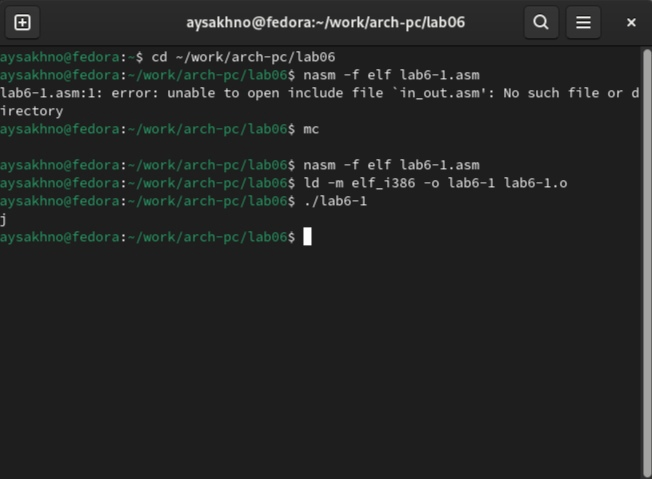 aysakhno@fedora:~/work/arch-pc/lab06
aysakhno@fedora:~$ cd ~/work/arch-pc/lab06
aysakhno@fedora:~/work/arch-pc/lab06$ nasm -f elf lab6-1.asm
lab6-1.asm:1: error: unable to open include file `in_out.asm': No such file or d
irectory
aysakhno@fedora:~/work/arch-pc/lab06$ mc
aysakhno@fedora:~/work/arch-pc/lab06$ nasm -f elf lab6-1.asm
aysakhno@fedora:~/work/arch-pc/lab06$ ld -m elf_i386 -o lab6-1 lab6-1.o
aysakhno@fedora:~/work/arch-pc/lab06$ ./lab6-1
j
aysakhno@fedora:~/work/arch-pc/lab06$